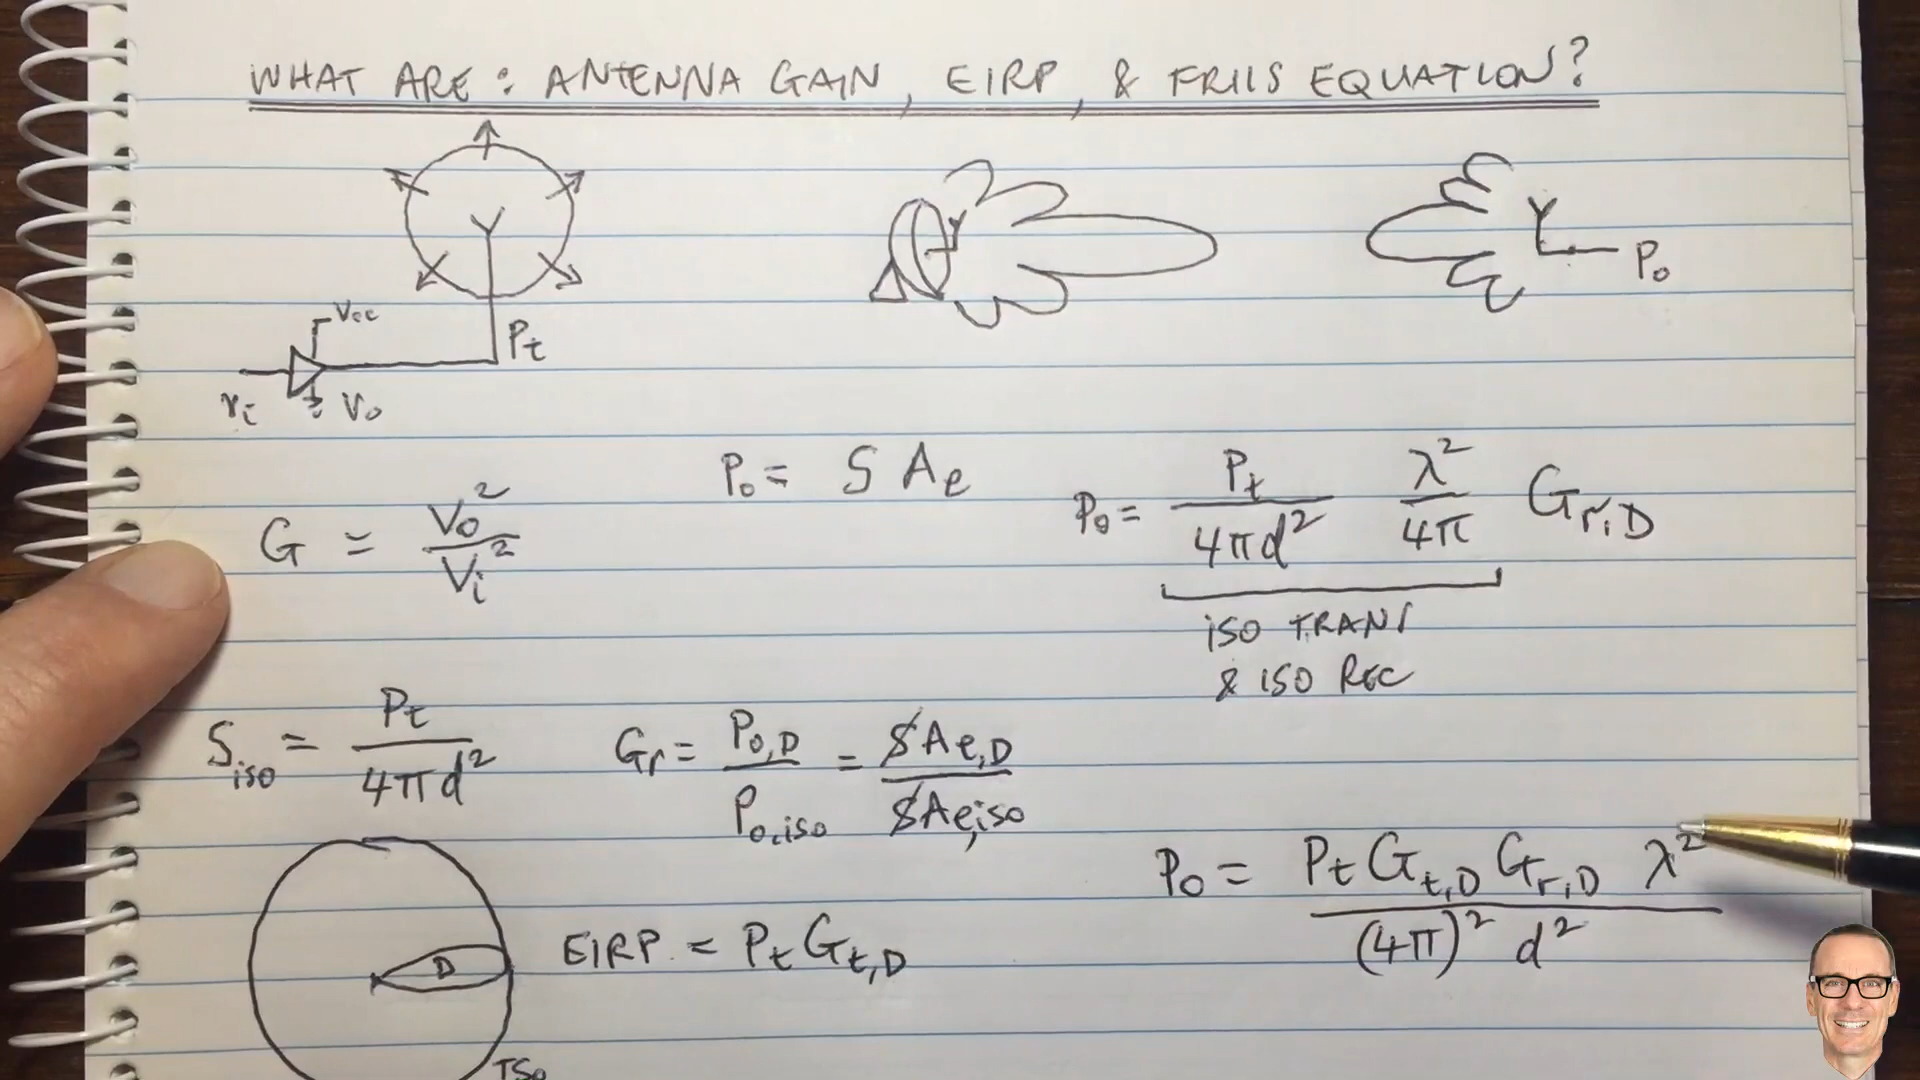 WHAT ARE : ANTENNA GAIN, EIRP, & FRIIS EQUATION?
Vcc
Pt
Vi
Vo
Po
G = Vo² / Vi²
Po = S Ae
Po = Pt / 4πd² λ² / 4π Gr,D
ISO TRANS
& ISO REC
Siso = Pt / 4πd²
Gr = Po,D / Po,iso = SAe,D / SAe,iso
D
EIRP = Pt Gt,D
Po = Pt Gt,D Gr,D λ² / (4π)² d²
ISO